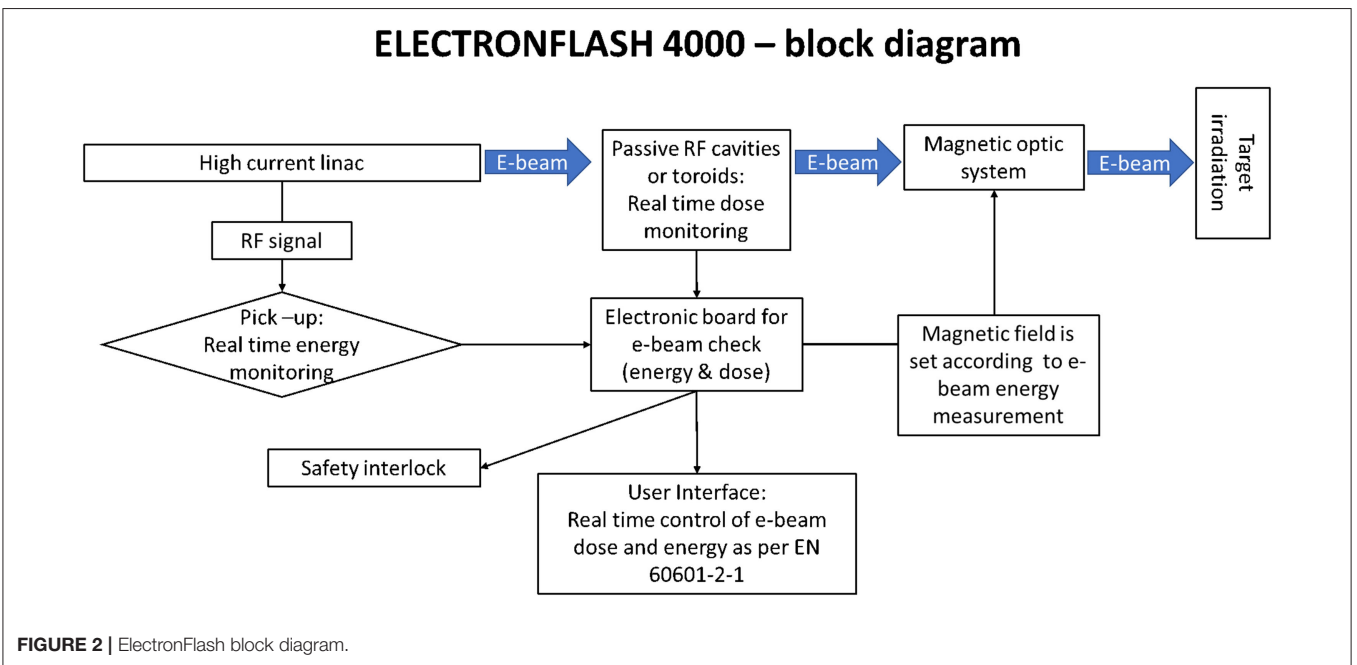 ELECTRONFLASH 4000 – block diagram
High current linac
E-beam
Passive RF cavities
or toroids:
Real time dose
monitoring
E-beam
Magnetic optic
system
E-beam
Target
irradiation
RF signal
Pick –up:
Real time energy
monitoring
Electronic board for
e-beam check
(energy & dose)
Magnetic field is
set according to e-
beam energy
measurement
Safety interlock
User Interface:
Real time control of e-beam
dose and energy as per EN
60601-2-1
FIGURE 2 | ElectronFlash block diagram.